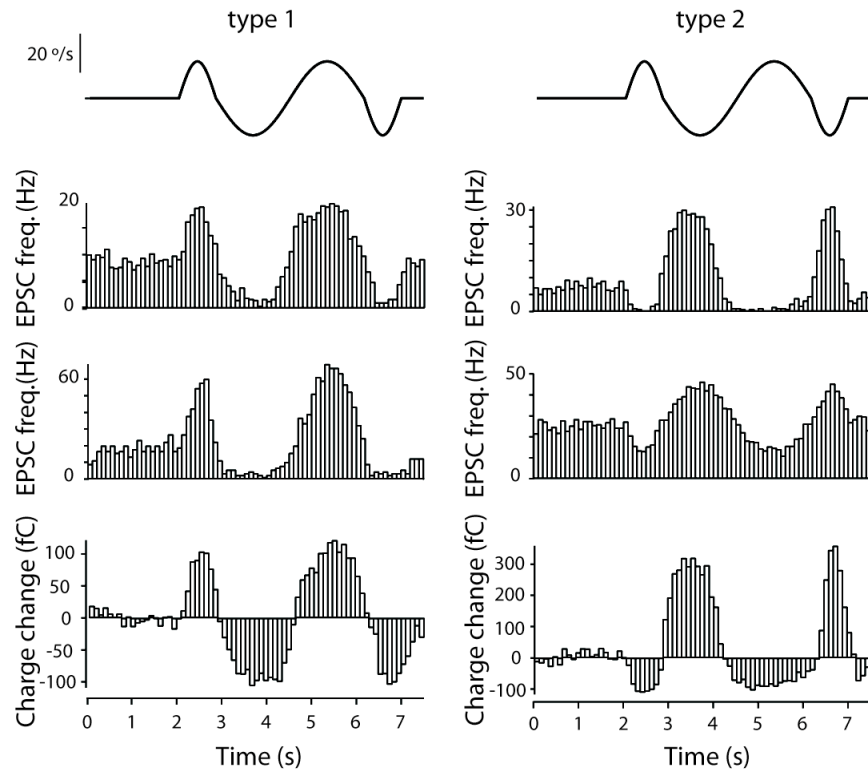 type 1
type 2
20 º/s
EPSC freq. (Hz)
20
10
0
EPSC freq. (Hz)
30
0
EPSC freq.(Hz)
60
0
EPSC freq.(Hz)
50
0
Charge change (fC)
100
50
0
-50
-100
0 1 2 3 4 5 6 7
Time (s)
Charge change (fC)
300
200
100
0
-100
0 1 2 3 4 5 6 7
Time (s)